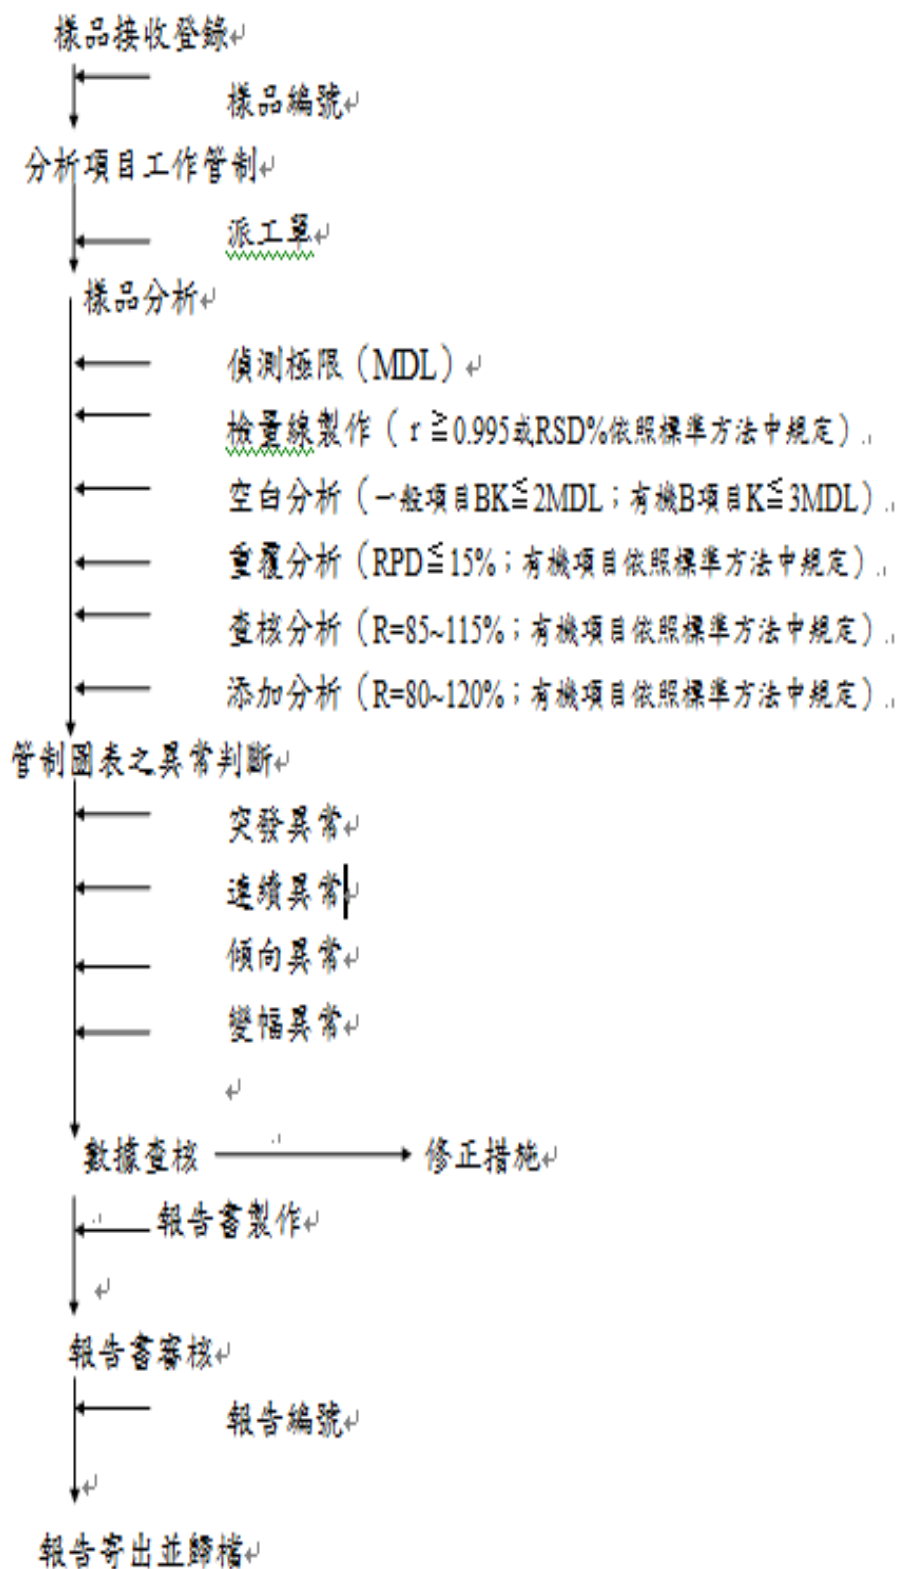 樣品接收登錄
樣品編號
分析項目工作管制
派工單
樣品分析
偵測極限（MDL）
檢量線製作（r≧0.995或RSD%依照標準方法中規定）
空白分析（一般項目BK≦2MDL；有機B項目K≦3MDL）
重覆分析（RPD≦15%；有機項目依照標準方法中規定）
查核分析（R=85~115%；有機項目依照標準方法中規定）
添加分析（R=80~120%；有機項目依照標準方法中規定）
管制圖表之異常判斷
突發異常
連續異常
傾向異常
變幅異常
數據查核 修正措施
報告書製作
報告書審核
報告編號
報告寄出並歸檔